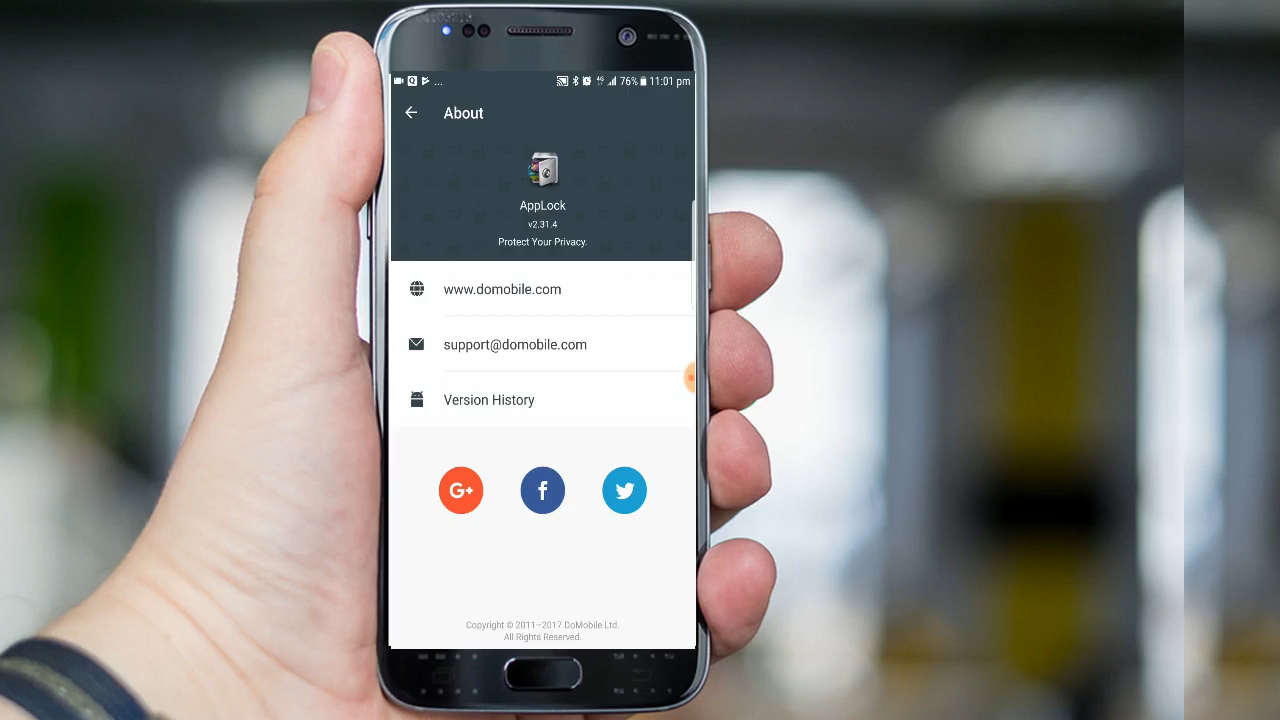 ... 4G 76% 11:01 pm
About
AppLock
v2.31.4
Protect Your Privacy.
www.domobile.com
support@domobile.com
Version History
G+ f
Copyright © 2011–2017 DoMobile Ltd.
All Rights Reserved.